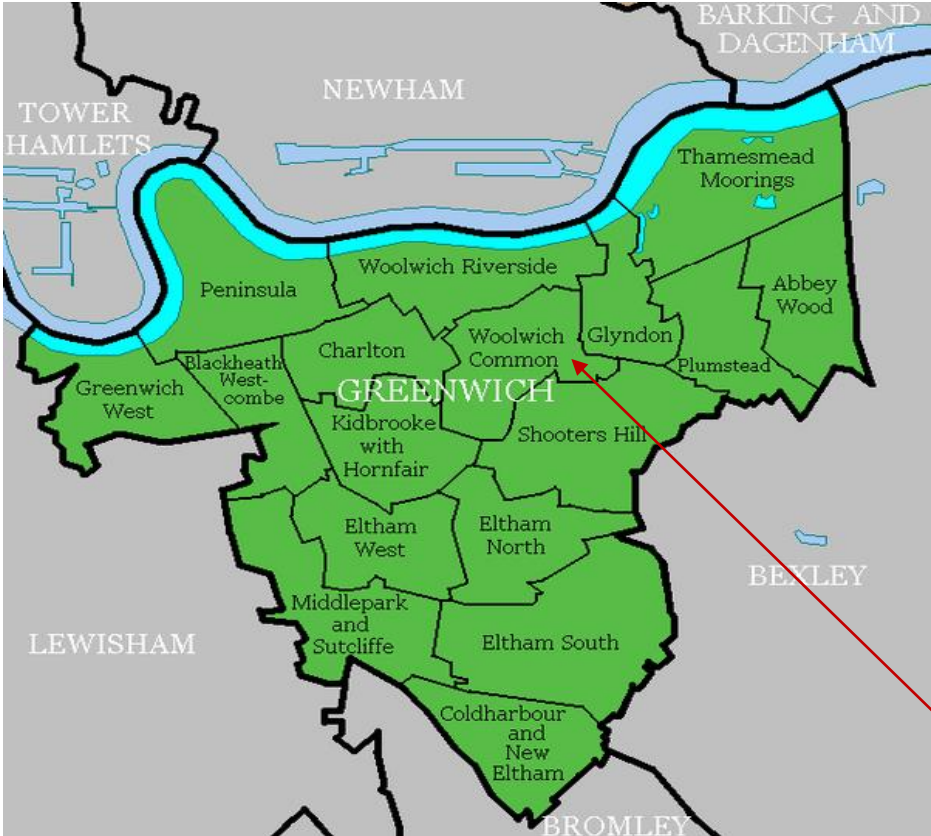 BARKING AND
DAGENHAM
NEWHAM
TOWER
HAMLETS
Thamesmead
Moorings
Woolwich Riverside
Peninsula
Abbey
Wood
Woolwich
Common
Glyndon
Charlton
Blackheath
West-
combe
Plumstead
Greenwich
West
GREENWICH
Kidbrooke
with
Hornfair
Shooters Hill
Eltham
West
Eltham
North
BEXLEY
Middlepark
and
Sutcliffe
LEWISHAM
Eltham South
Coldharbour
and
New
Eltham
BROMLEY